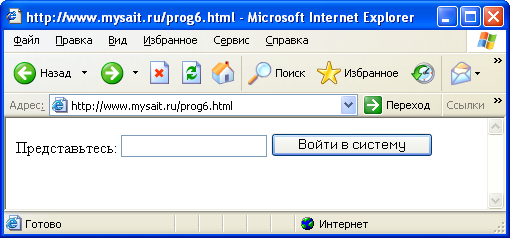 http://www.mysait.ru/prog6.html - Microsoft Internet Explorer
Файл Правка Вид Избранное Сервис Справка
Назад Поиск Избранное
Адрес: http://www.mysait.ru/prog6.html Переход Ссылки
Представьтесь: Войти в систему
Готово Интернет